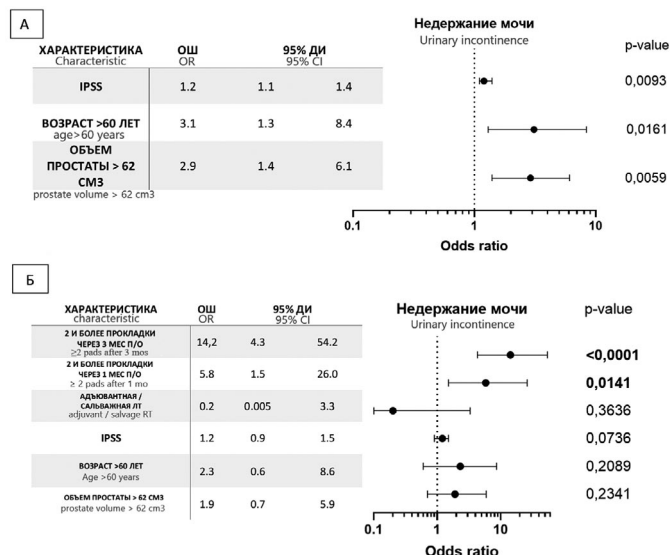 А
Недержание мочи
Urinary incontinence
p-value
ХАРАКТЕРИСТИКА ОШ 95% ДИ
Characteristic OR 95% CI
IPSS 1.2 1.1 1.4
0,0093
ВОЗРАСТ >60 ЛЕТ 3.1 1.3 8.4
age>60 years
0,0161
ОБЪЕМ
ПРОСТАТЫ > 62 2.9 1.4 6.1
СМ3
prostate volume > 62 cm3
0,0059
0.1 1 10
Odds ratio
Б
Недержание мочи
Urinary incontinence
p-value
ХАРАКТЕРИСТИКА ОШ 95% ДИ
characteristic OR 95% CI
2 И БОЛЕЕ ПРОКЛАДКИ
ЧЕРЕЗ 3 МЕС П/О 14,2 4.3 54.2
≥2 pads after 3 mos
<0,0001
2 И БОЛЕЕ ПРОКЛАДКИ
ЧЕРЕЗ 1 МЕС П/О 5.8 1.5 26.0
≥ 2 pads after 1 mo
0,0141
АДЪЮВАНТНАЯ /
САЛЬВАЖНАЯ ЛТ 0.2 0.005 3.3
adjuvant / salvage RT
0,3636
IPSS 1.2 0.9 1.5
0,0736
ВОЗРАСТ >60 ЛЕТ 2.3 0.6 8.6
Age >60 years
0,2089
ОБЪЕМ ПРОСТАТЫ > 62 СМ3 1.9 0.7 5.9
prostate volume > 62 cm3
0,2341
0.1 1 10
Odds ratio